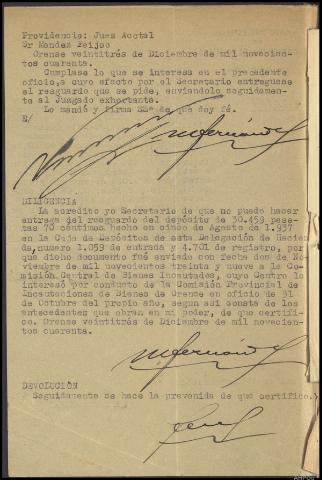 Providencia: Juez Acctal
Sr Mendez Feijoo
Orense veintitrés de Diciembre de mil novecien-
tos cuarenta.
Cumplase lo que se interesa en el precedente
oficio, a cuyo efecto por el Secretario entreguese
el resguardo que se pide, enviándolo seguidamen-
te al Juzgado exhortante.
Lo mandó y firma SSª de que doy fé.
E/
DILIGENCIA
La acredito yo Secretario de que no puedo hacer
entrega del resguardo del depósito de 30.459 pese-
tas 70 céntimos hecho en cinco de Agosto de 1.937
en la Caja de Depósitos de esta Delegación de Hacien-
da, numero 1.059 de entrada y 4.701 de registro, por
que dicho documento fué enviado con fecha dos de No-
viembre de mil novecientos treinta y nueve a la Co-
misión Central de Bienes Incautados, cuyo Centro lo
interesó por conducto de la Comisión Provincial de
Incautaciones de Bienes de Orense en oficio de 31
de Octubre del propio año, segun asi consta de los
antecedentes que obran en mi poder, de que certifi-
co. Orense veintitrés de Diciembre de mil novecien-
tos cuarenta.
DEVOLUCIÓN
Seguidamente se hace la prevenida de que certifico.